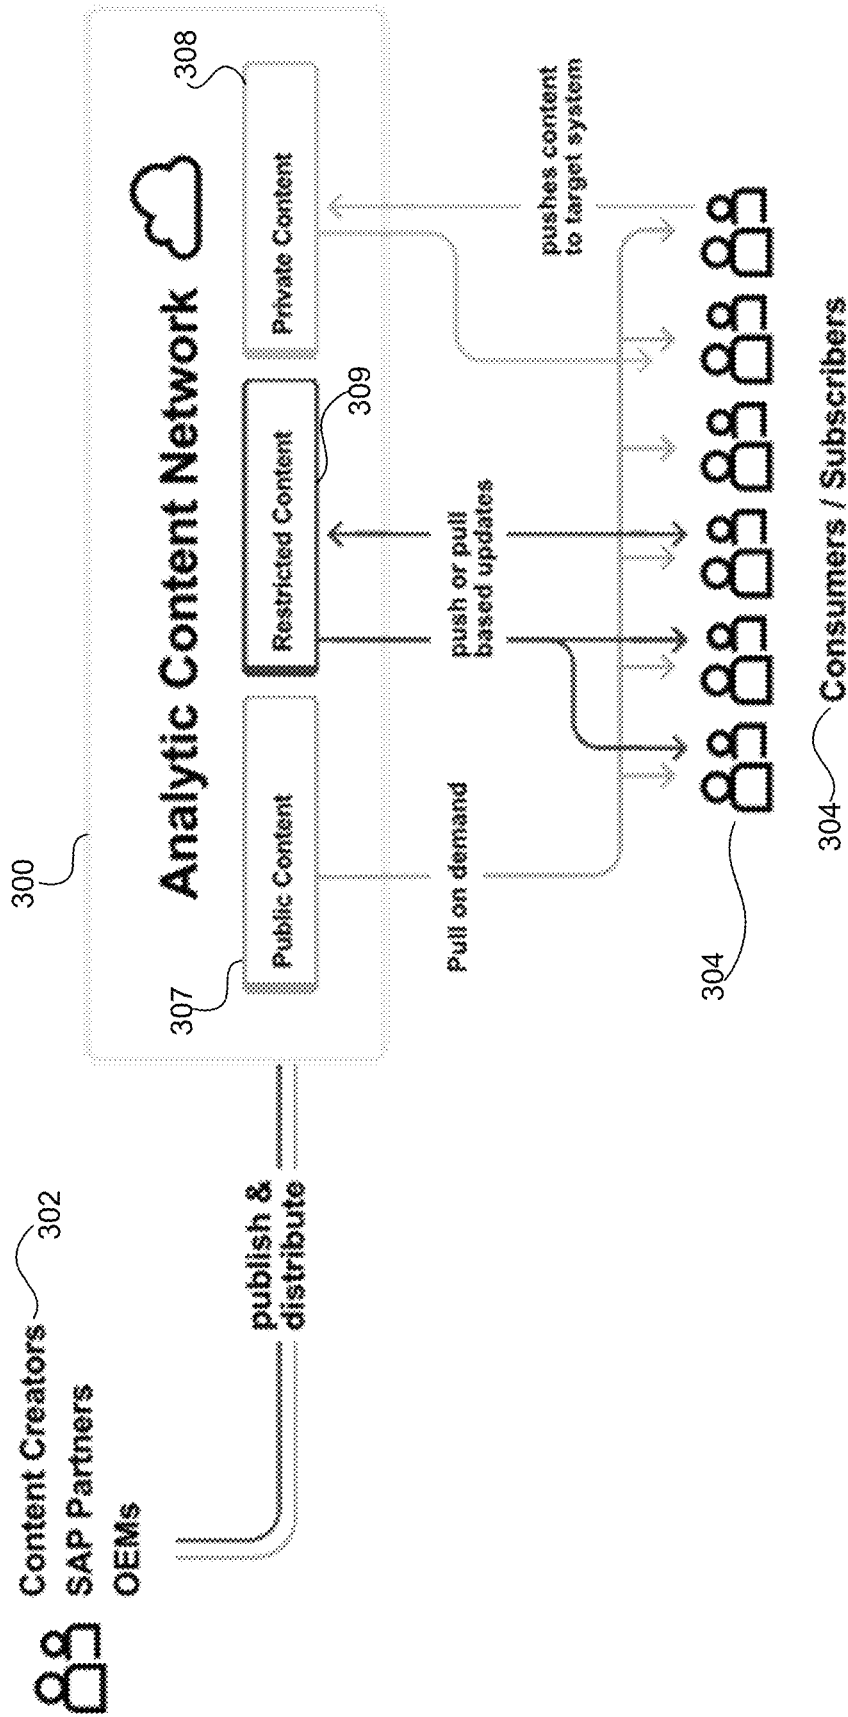 Content Creators
302
SAP Partners
OEMs
publish &
distribute
300
Analytic Content Network
307
Public Content
Restricted Content
309
Private Content
308
Pull on demand
push or pull
based updates
pushes content
to target system
304
304
Consumers / Subscribers